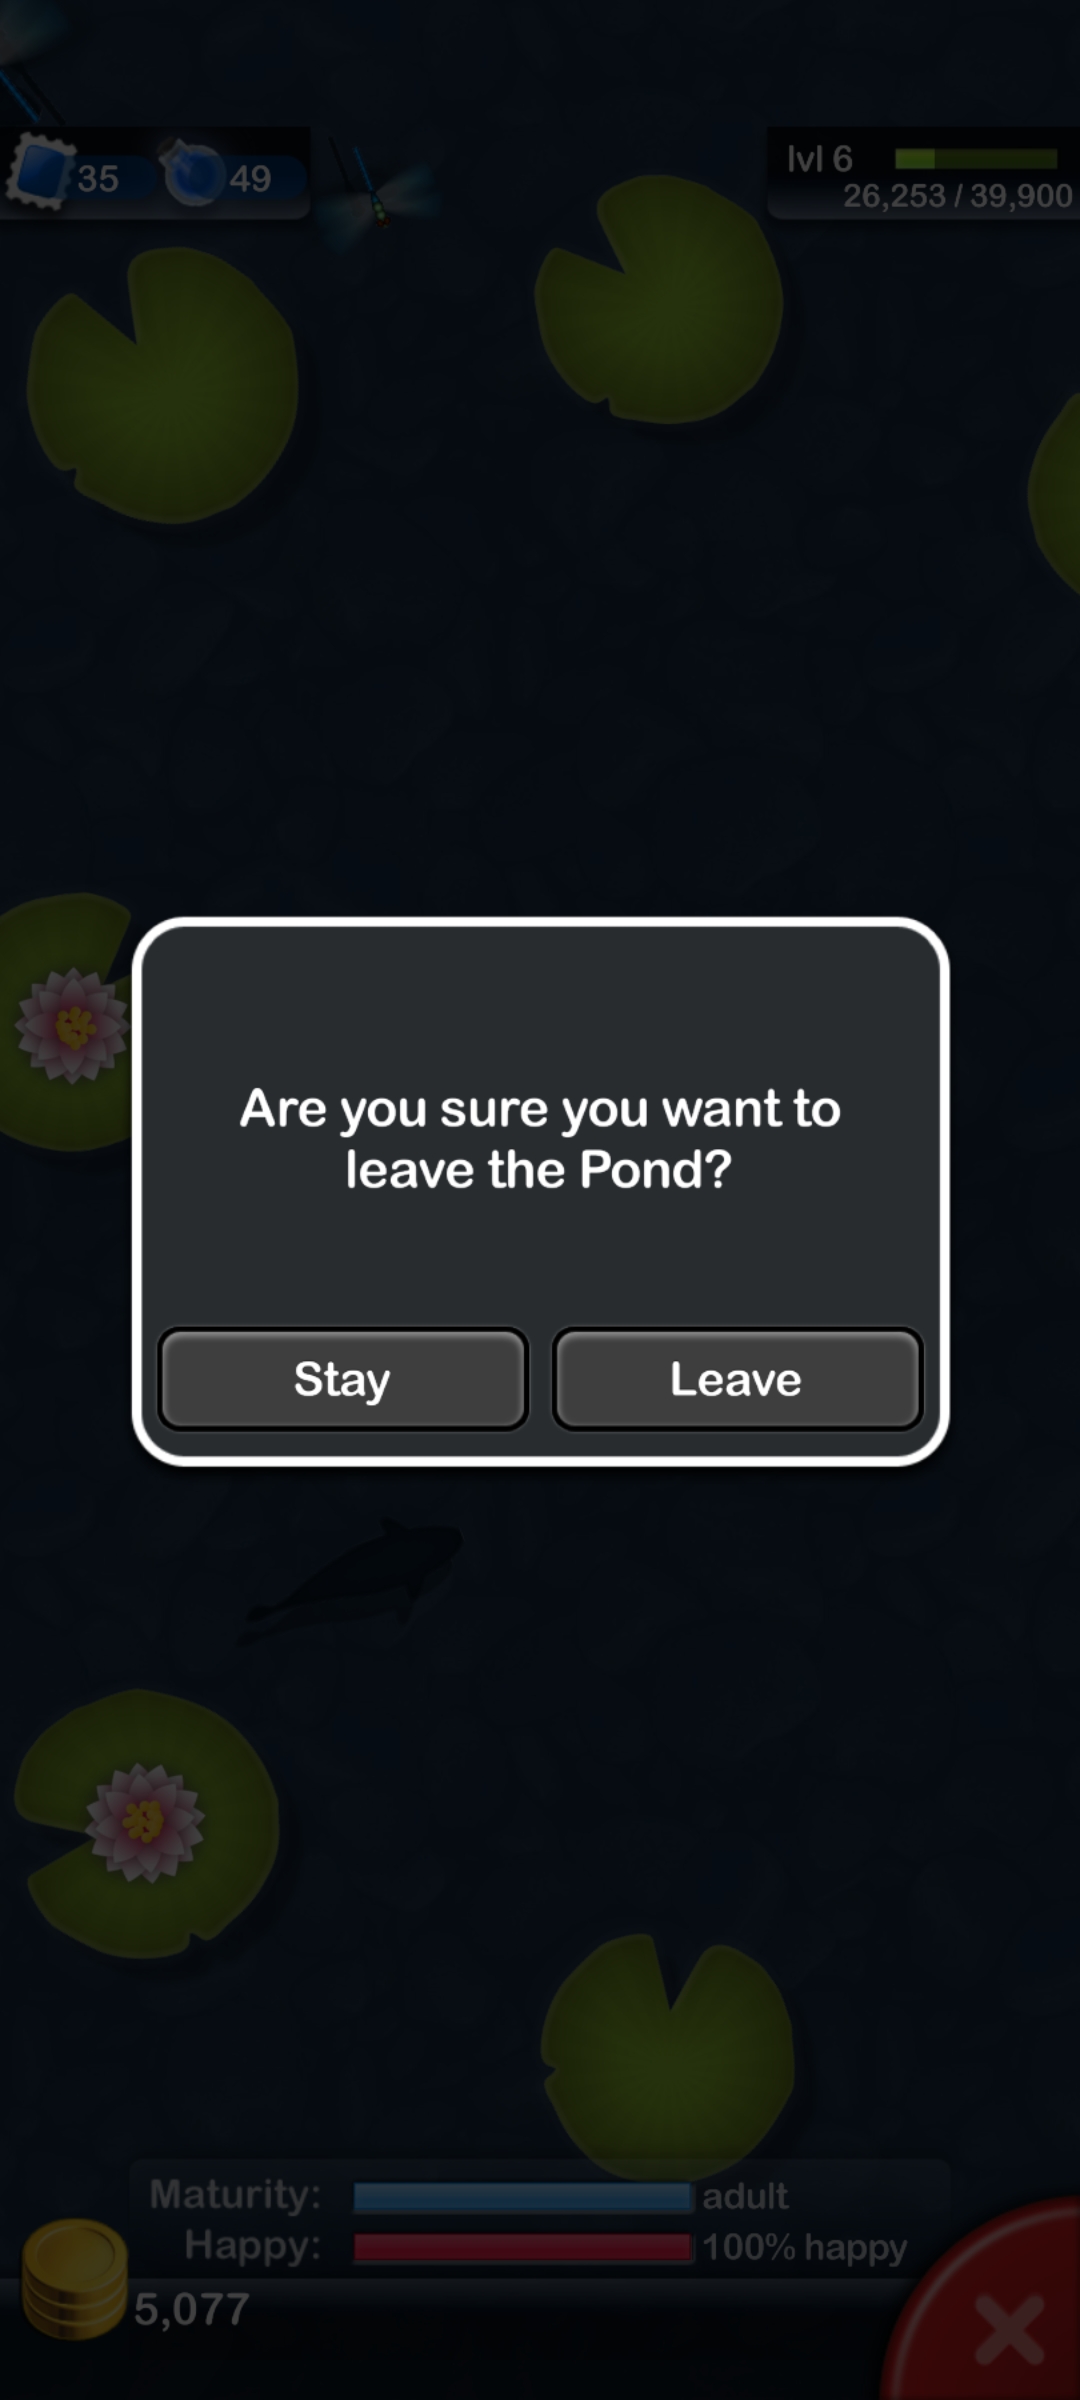 35 49 lvl 6
26,253 / 39,900
Are you sure you want to
leave the Pond?
Stay Leave
Maturity: adult
Happy: 100% happy
5,077